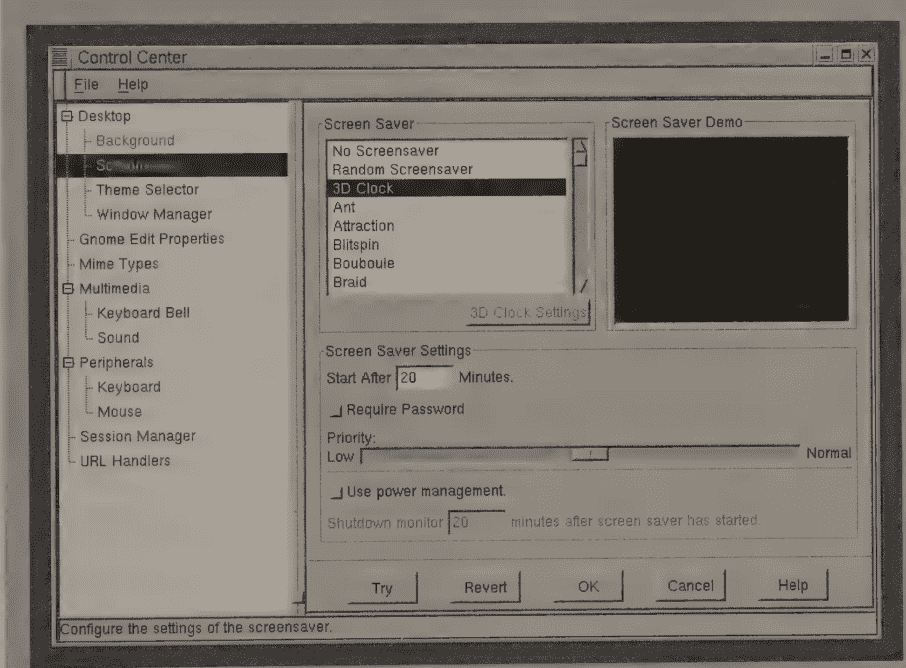 Control Center
File Help
Desktop
Background
Theme Selector
Window Manager
Gnome Edit Properties
Mime Types
Multimedia
Keyboard Bell
Sound
Peripherals
Keyboard
Mouse
Session Manager
URL Handlers
Screen Saver
No Screensaver
Random Screensaver
3D Clock
Ant
Attraction
Blitspin
Bouboule
Braid
3D Clock Settings
Screen Saver Demo
Screen Saver Settings
Start After 20 Minutes.
Require Password
Priority:
Low Normal
Use power management.
Shutdown monitor 20 minutes after screen saver has started
Try Revert OK Cancel Help
Configure the settings of the screensaver.